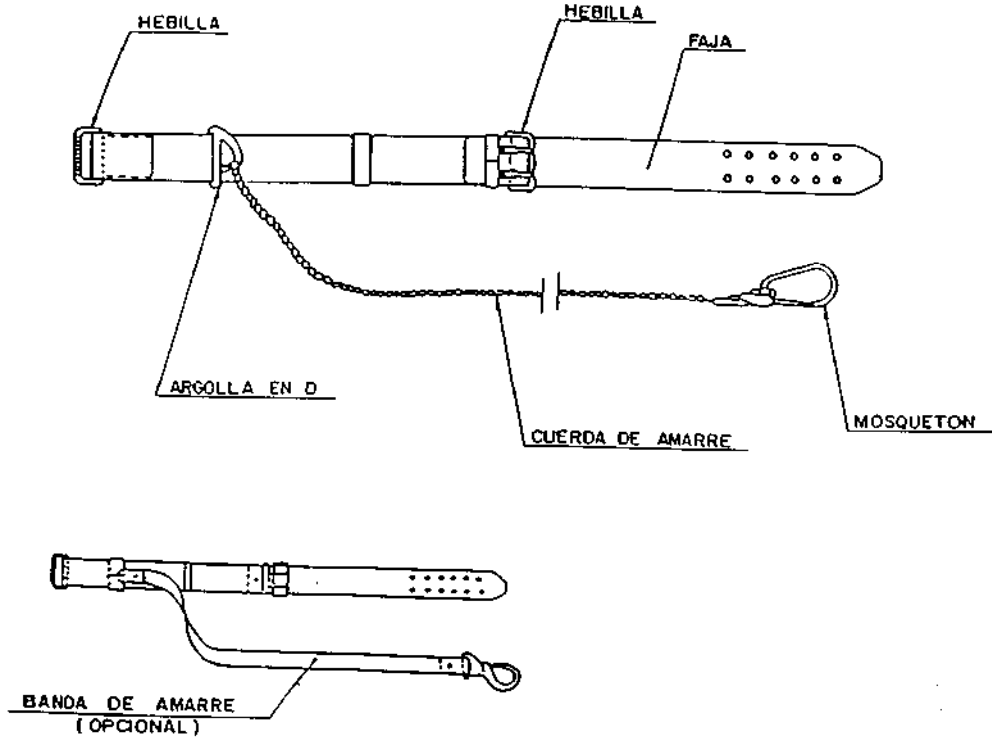 HEBILLA
HEBILLA
FAJA
ARGOLLA EN D
CUERDA DE AMARRE
MOSQUETON
BANDA DE AMARRE
(OPCIONAL)